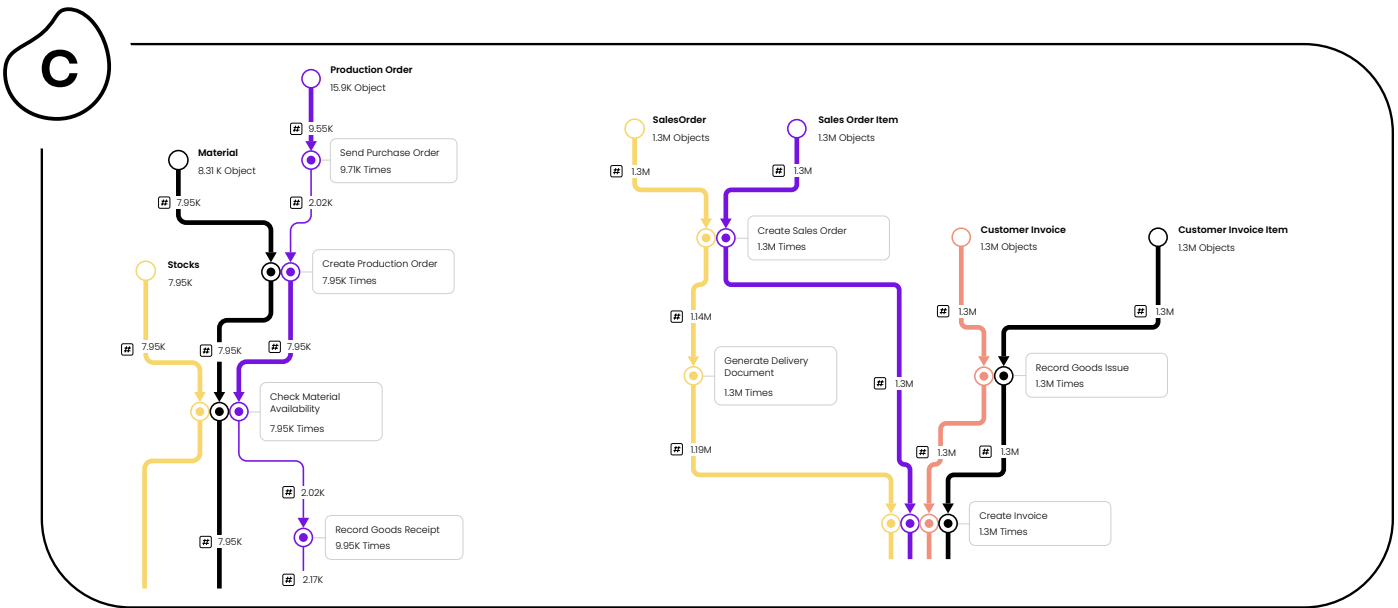 C
Production Order
15.9K Object
# 9.55K
Send Purchase Order
9.71K Times
Material
8.31 K Object
# 7.95K
# 2.02K
Create Production Order
7.95K Times
Stocks
7.95K
# 7.95K
# 7.95K
# 7.95K
Check Material
Availability
7.95K Times
# 2.02K
Record Goods Receipt
9.95K Times
# 7.95K
# 2.17K
SalesOrder
1.3M Objects
Sales Order Item
1.3M Objects
# 1.3M
# 1.3M
Create Sales Order
1.3M Times
Customer Invoice
1.3M Objects
Customer Invoice Item
1.3M Objects
# 1.14M
# 1.3M
# 1.3M
Generate Delivery
Document
1.3M Times
# 1.3M
Record Goods Issue
1.3M Times
# 1.19M
# 1.3M
# 1.3M
Create Invoice
1.3M Times